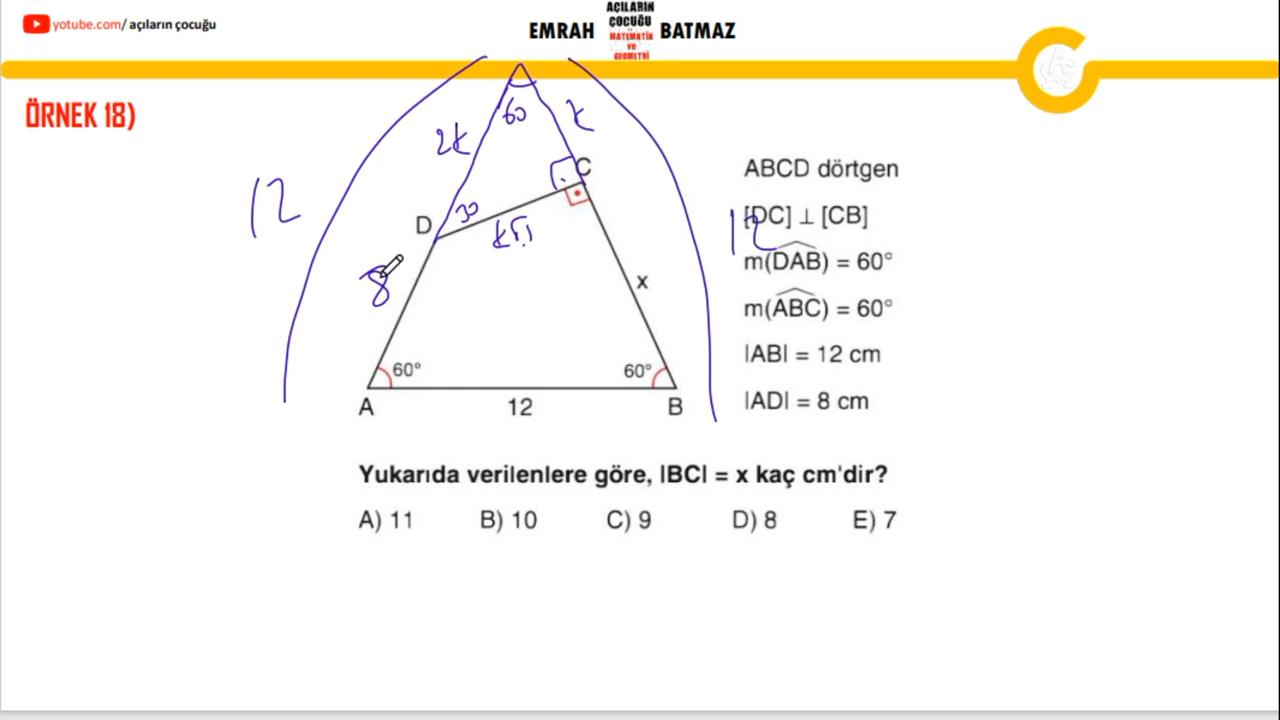 yotube.com/ açıların çocuğu
EMRAH
AÇILARIN
ÇOCUĞU
MATEMATİK
ve
GEOMETRİ
BATMAZ
ÖRNEK 18)
60
2k
k
12
C
D
30
k√3
8
x
60°
60°
A
12
B
ABCD dörtgen
[DC] ⊥ [CB]
12
m(DAB) = 60°
m(ABC) = 60°
|AB| = 12 cm
|AD| = 8 cm
Yukarıda verilenlere göre, |BC| = x kaç cm'dir?
A) 11 B) 10 C) 9 D) 8 E) 7